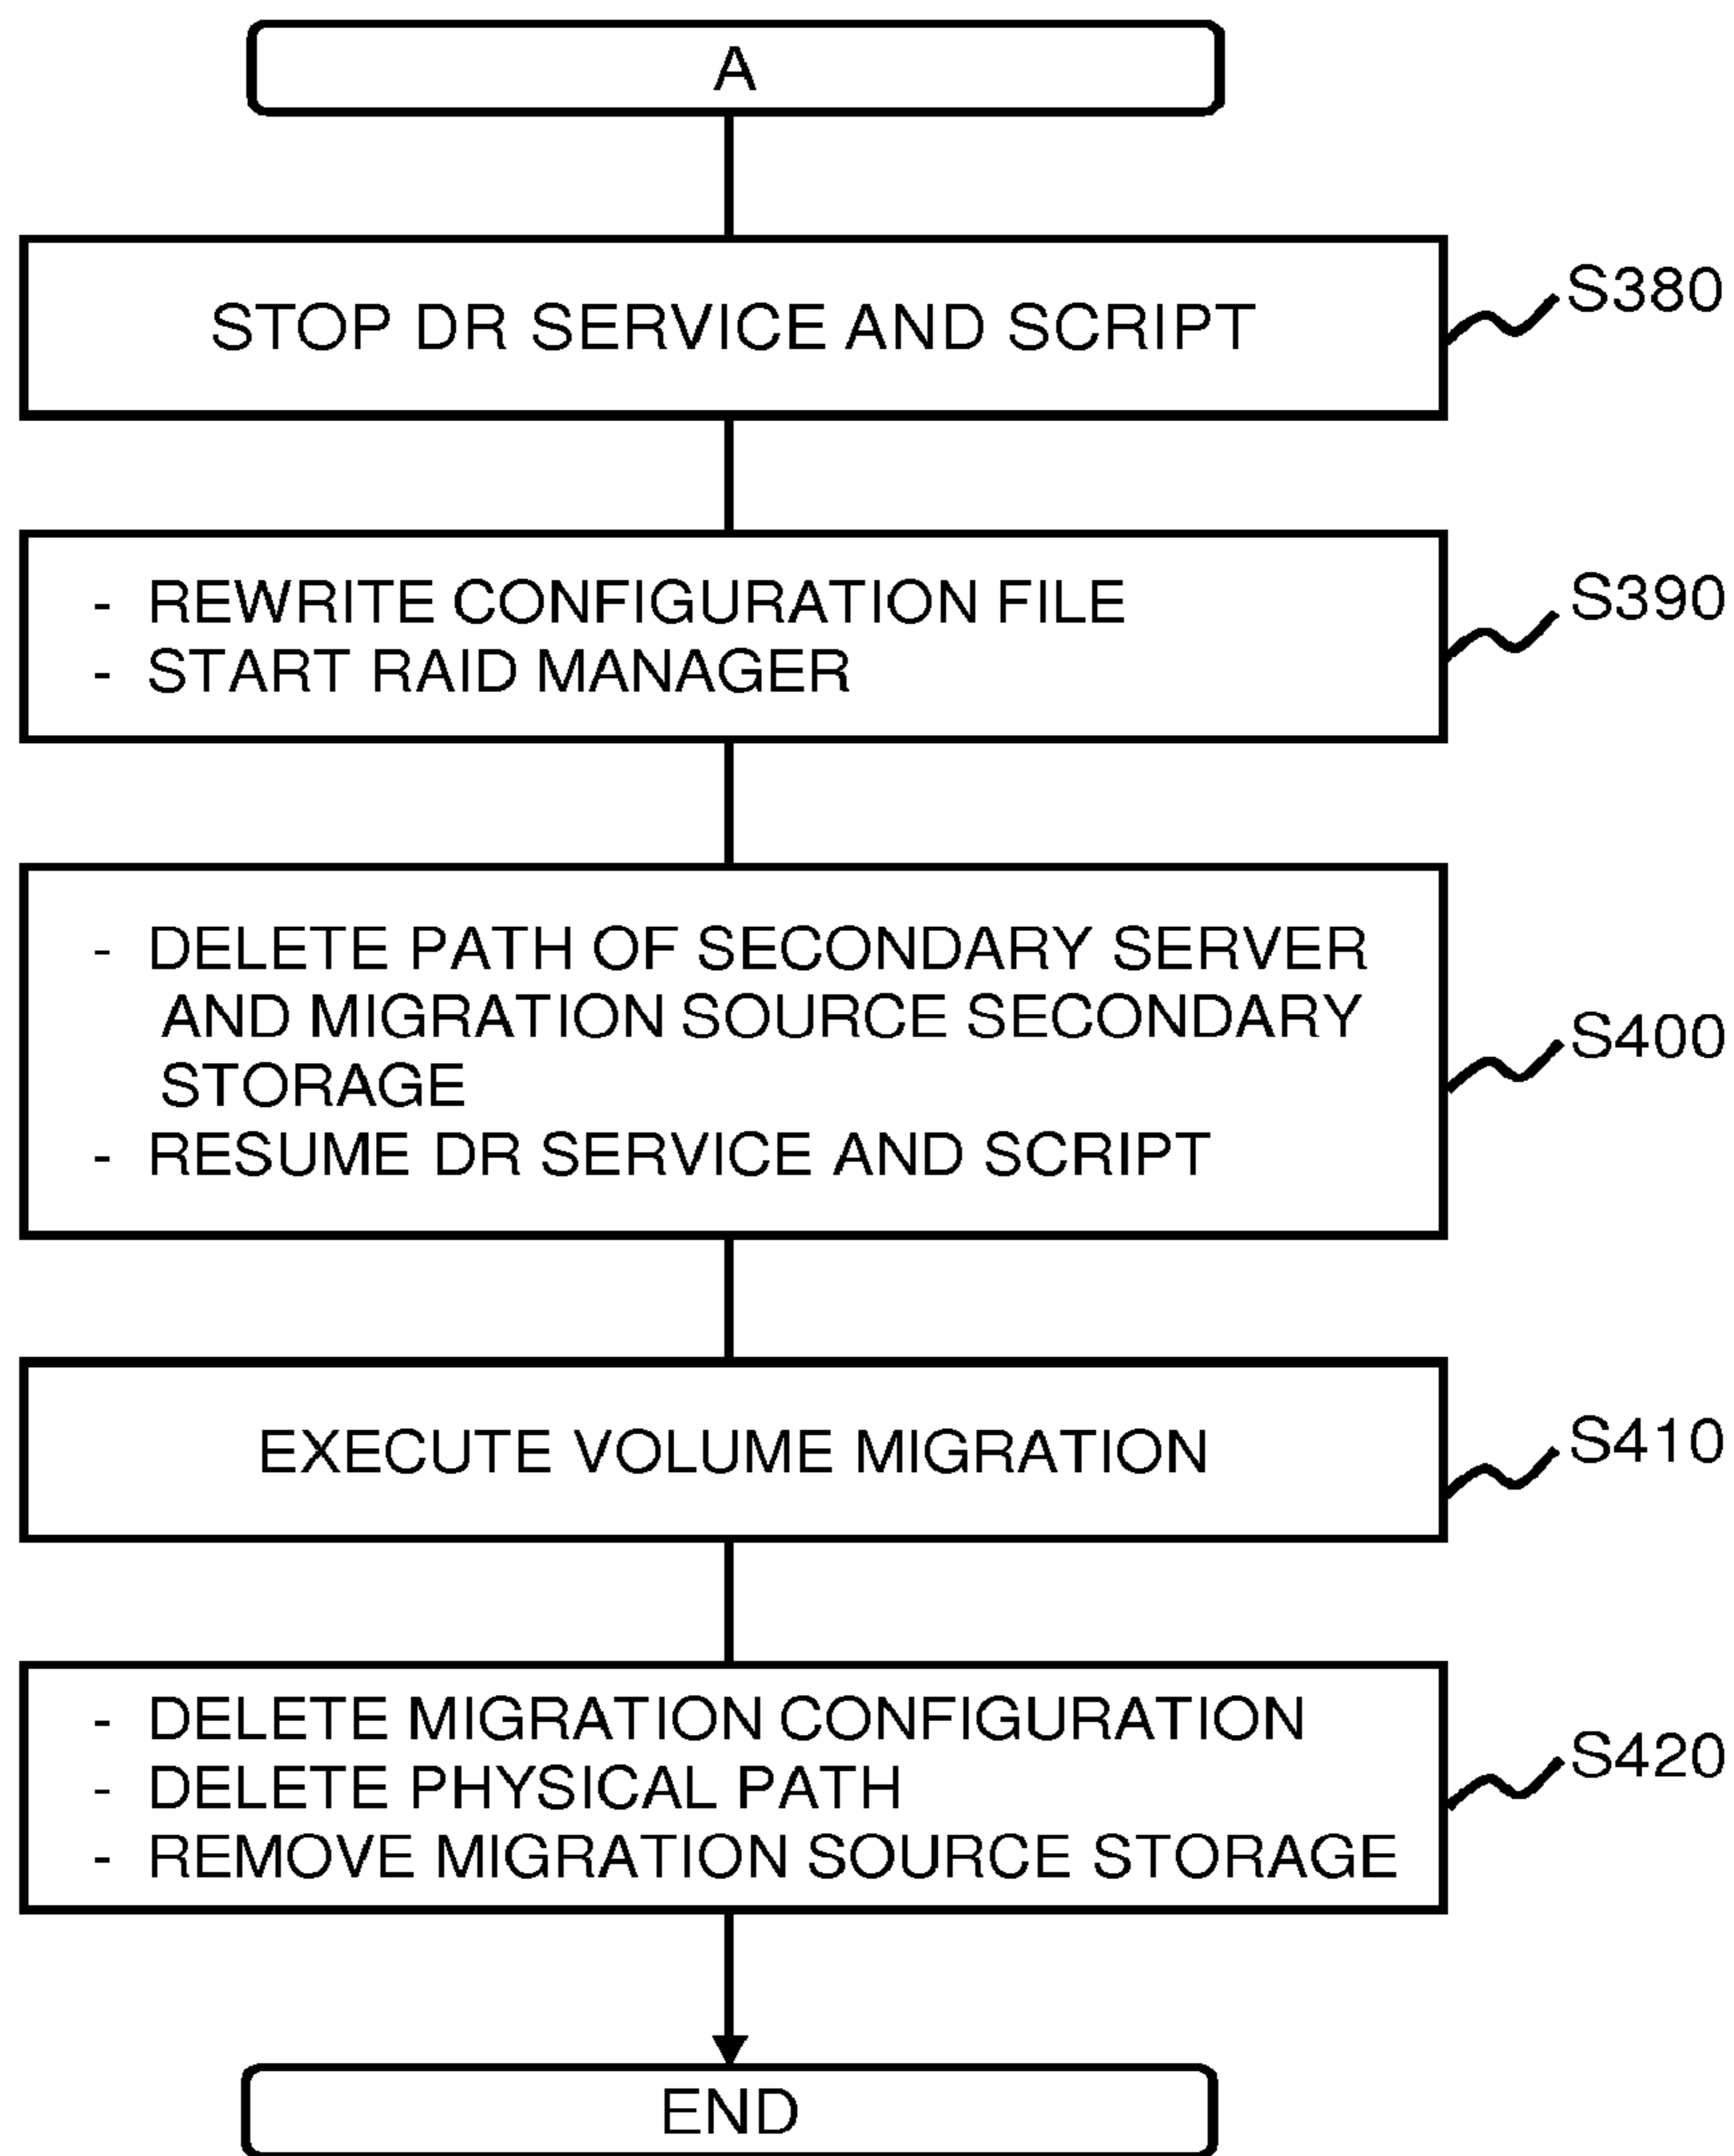 A
STOP DR SERVICE AND SCRIPT
S380
- REWRITE CONFIGURATION FILE
- START RAID MANAGER
S390
- DELETE PATH OF SECONDARY SERVER
AND MIGRATION SOURCE SECONDARY
STORAGE
- RESUME DR SERVICE AND SCRIPT
S400
EXECUTE VOLUME MIGRATION
S410
- DELETE MIGRATION CONFIGURATION
- DELETE PHYSICAL PATH
- REMOVE MIGRATION SOURCE STORAGE
S420
END